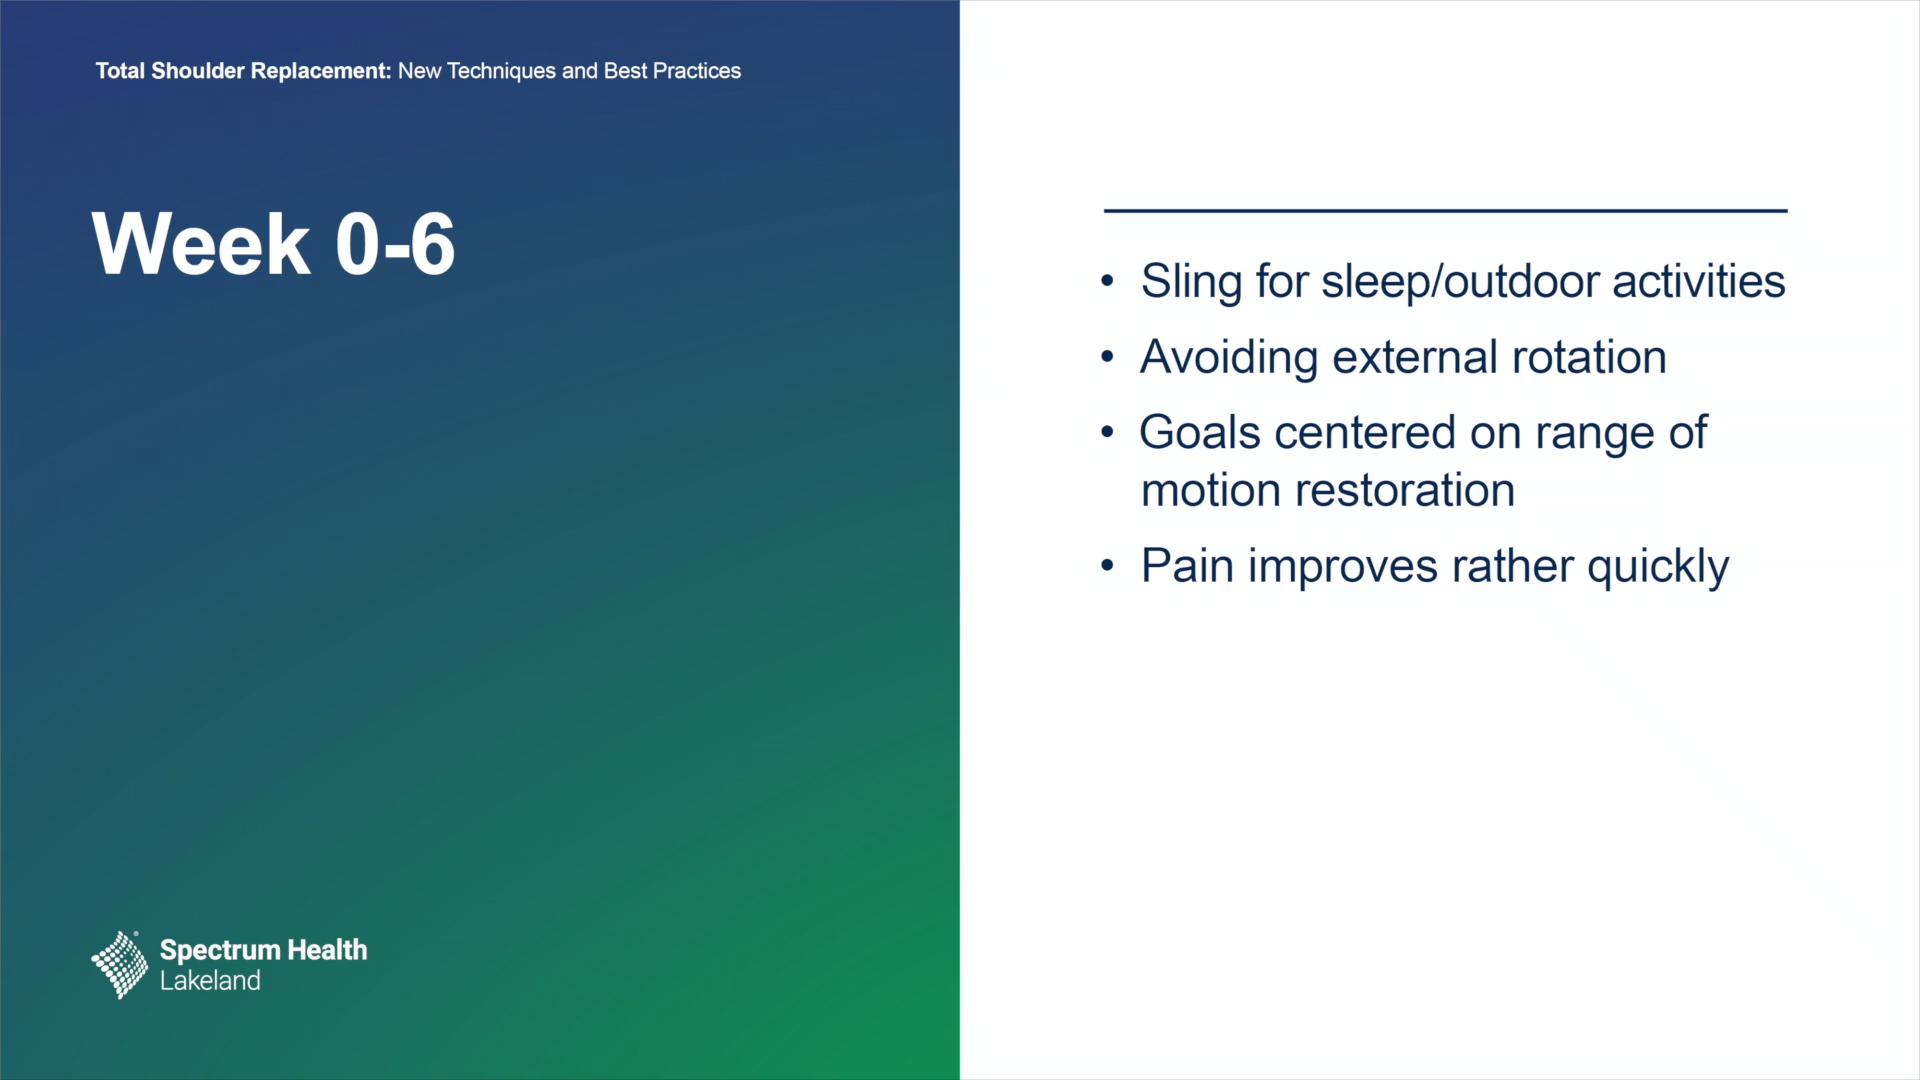 Total Shoulder Replacement: New Techniques and Best Practices
Week 0-6
• Sling for sleep/outdoor activities
• Avoiding external rotation
• Goals centered on range of
motion restoration
• Pain improves rather quickly
Spectrum Health
Lakeland